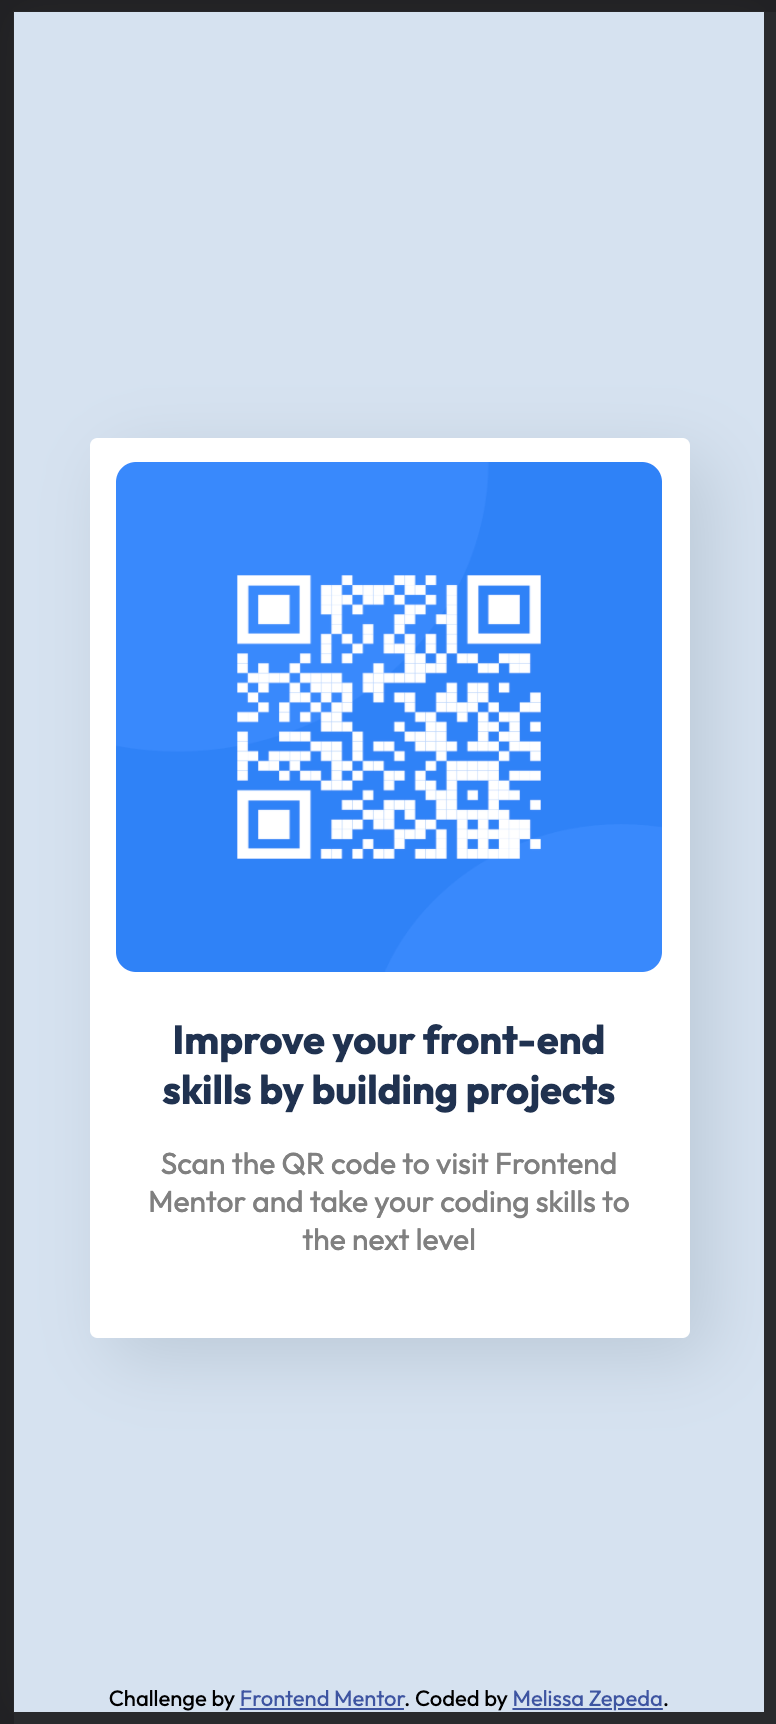 Improve your front-end
skills by building projects
Scan the QR code to visit Frontend
Mentor and take your coding skills to
the next level
Challenge by Frontend Mentor. Coded by Melissa Zepeda.